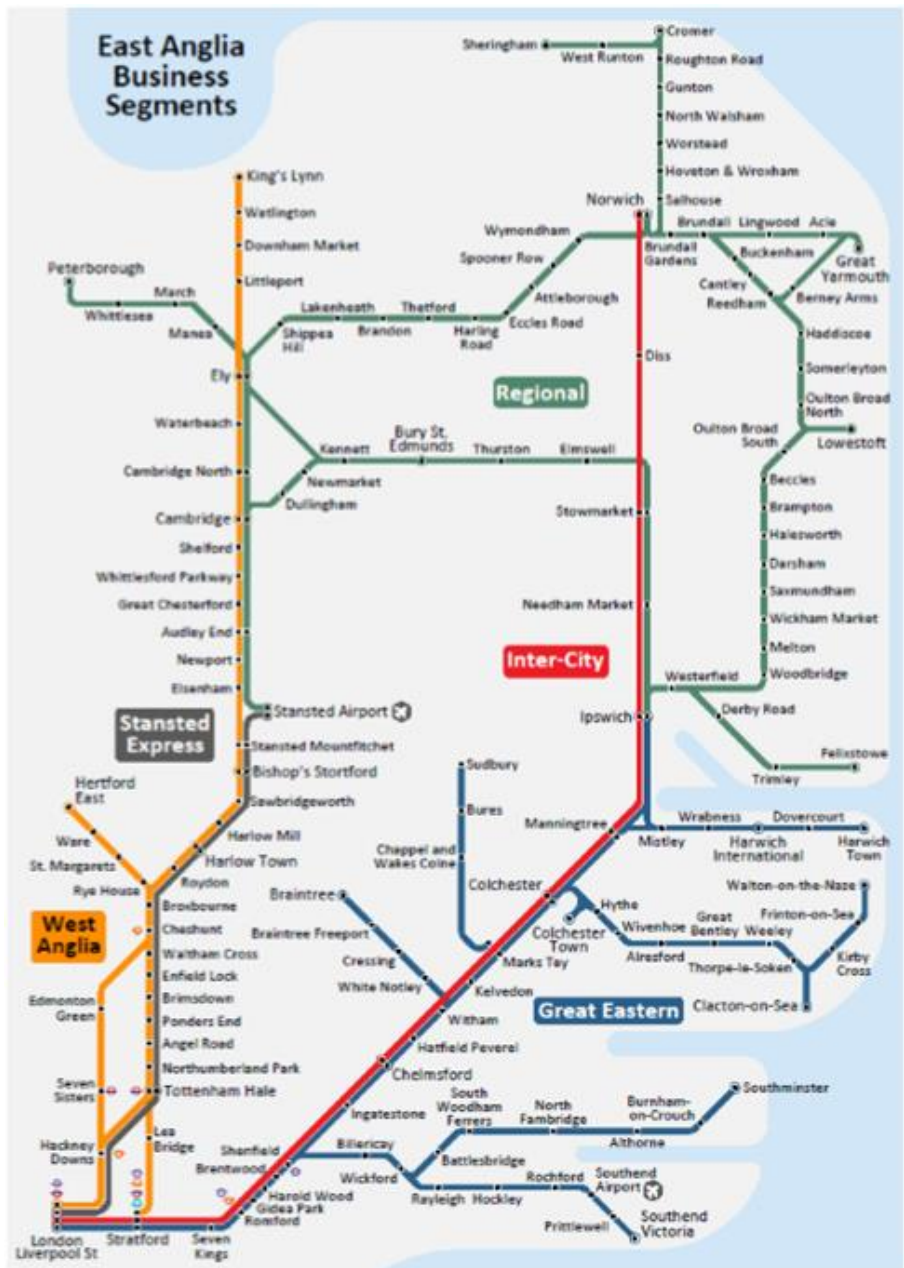 East Anglia
Business
Segments
Sheringham
West Runton
Cromer
Roughton Road
Gunton
North Walsham
Worstead
Hoveton & Wroxham
Salhouse
Norwich
King's Lynn
Watlington
Downham Market
Littleport
Wymondham
Spooner Row
Attleborough
Eccles Road
Brundall
Gardens
Brundall
Lingwood
Acle
Buckenham
Great
Yarmouth
Cantley
Reedham
Berney Arms
Peterborough
Whittlesea
March
Manea
Lakenheath
Shippea
Hill
Brandon
Thetford
Harling
Road
Haddiscoe
Somerleyton
Oulton Broad
North
Oulton Broad
South
Lowestoft
Diss
Ely
Regional
Waterbeach
Kennett
Bury St.
Edmunds
Thurston
Elmswell
Cambridge North
Newmarket
Dullingham
Beccles
Brampton
Halesworth
Darsham
Saxmundham
Wickham Market
Melton
Woodbridge
Cambridge
Shelford
Whittlesford Parkway
Great Chesterford
Audley End
Newport
Elsenham
Stowmarket
Needham Market
Inter-City
Westerfield
Derby Road
Ipswich
Felixstowe
Trimley
Stansted
Express
Stansted Airport
Stansted Mountfitchet
Bishop's Stortford
Sawbridgeworth
Harlow Mill
Harlow Town
Roydon
Hertford
East
Ware
St. Margarets
Rye House
Broxbourne
Sudbury
Bures
Chappel and
Wakes Colne
Manningtree
Mistley
Wrabness
Harwich
International
Dovercourt
Harwich
Town
Colchester
Colchester
Town
Hythe
Wivenhoe
Alresford
Great
Bentley
Weeley
Thorpe-le-Soken
Walton-on-the-Naze
Frinton-on-Sea
Kirby
Cross
Clacton-on-Sea
Braintree
Braintree Freeport
Cressing
White Notley
Marks Tey
Kelvedon
Witham
Hatfield Peverel
Chelmsford
Ingatestone
Great Eastern
West
Anglia
Cheshunt
Waltham Cross
Enfield Lock
Brimsdown
Ponders End
Angel Road
Northumberland Park
Tottenham Hale
Edmonton
Green
Seven
Sisters
Hackney
Downs
Lea
Bridge
Shenfield
Brentwood
Harold Wood
Gidea Park
Romford
Billericay
Wickford
South
Woodham
Ferrers
Battlesbridge
North
Fambridge
Althorne
Burnham-
on-Crouch
Southminster
Rayleigh
Hockley
Rochford
Southend
Airport
Prittlewell
Southend
Victoria
London
Liverpool St
Stratford
Seven
Kings